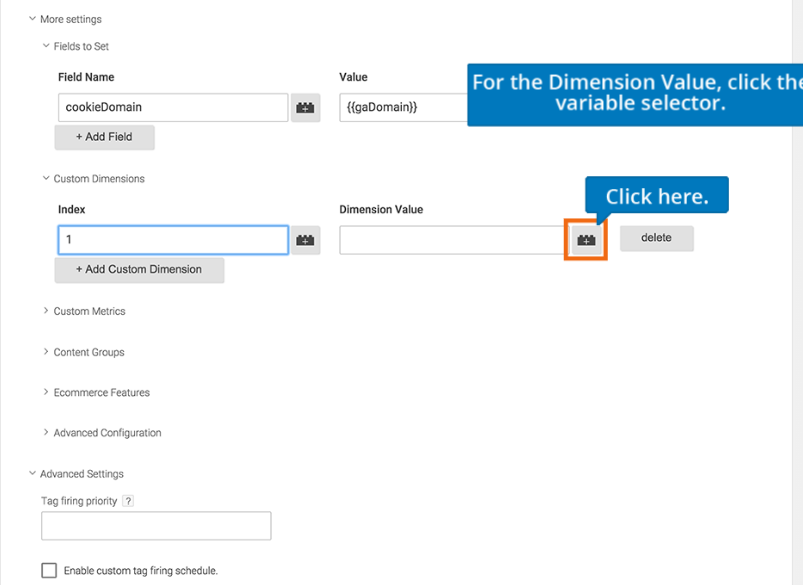 More settings
Fields to Set
Field Name Value
cookieDomain {{gaDomain}}
For the Dimension Value, click the
variable selector.
+ Add Field
Custom Dimensions
Click here.
Index Dimension Value
1 delete
+ Add Custom Dimension
Custom Metrics
Content Groups
Ecommerce Features
Advanced Configuration
Advanced Settings
Tag firing priority ?
Enable custom tag firing schedule.